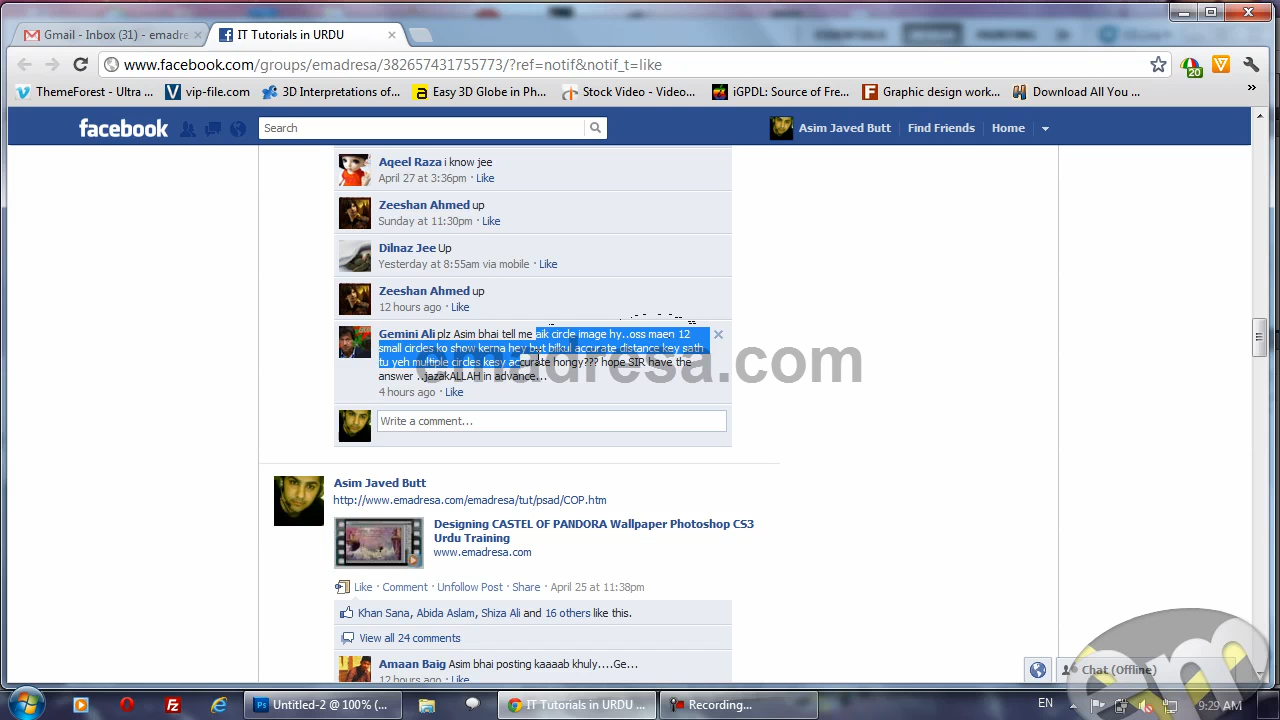 Gmail - Inbox (31) - emadre
IT Tutorials in URDU
www.facebook.com/groups/emadresa/382657431755773/?ref=notif&notif_t=like
20
ThemeForest - Ultra ...
vip-file.com
3D Interpretations of...
Easy 3D Globe in Ph...
Stock Video - Video...
iGPDL: Source of Fre...
Graphic design work...
Download All You ...
facebook
Search
Asim Javed Butt
Find Friends
Home
Aqeel Raza i know jee
April 27 at 3:36pm · Like
Zeeshan Ahmed up
Sunday at 11:30pm · Like
Dilnaz Jee Up
Yesterday at 8:55am via mobile · Like
Zeeshan Ahmed up
12 hours ago · Like
Gemini Ali plz Asim bhai tell me aik circle image hy..oss maen 12
small circles ko show kerna hey but bilkul accurate distance key sath
tu yeh multiple circles kesy accurate hongy??? hope SIR have the
answer ..jazakALLAH in advance...
4 hours ago · Like
emadresa.com
Write a comment...
Asim Javed Butt
http://www.emadresa.com/emadresa/tut/psad/COP.htm
Designing CASTEL OF PANDORA Wallpaper Photoshop CS3
Urdu Training
www.emadresa.com
Like · Comment · Unfollow Post · Share · April 25 at 11:38pm
Khan Sana, Abida Aslam, Shiza Ali and 16 others like this.
View all 24 comments
Amaan Baig Asim bhai posting kaaaab khuly....Ge...
12 hours ago · Like
Chat (Offline)
em
Untitled-2 @ 100% (...
IT Tutorials in URDU ...
Recording...
EN
9:29 AM